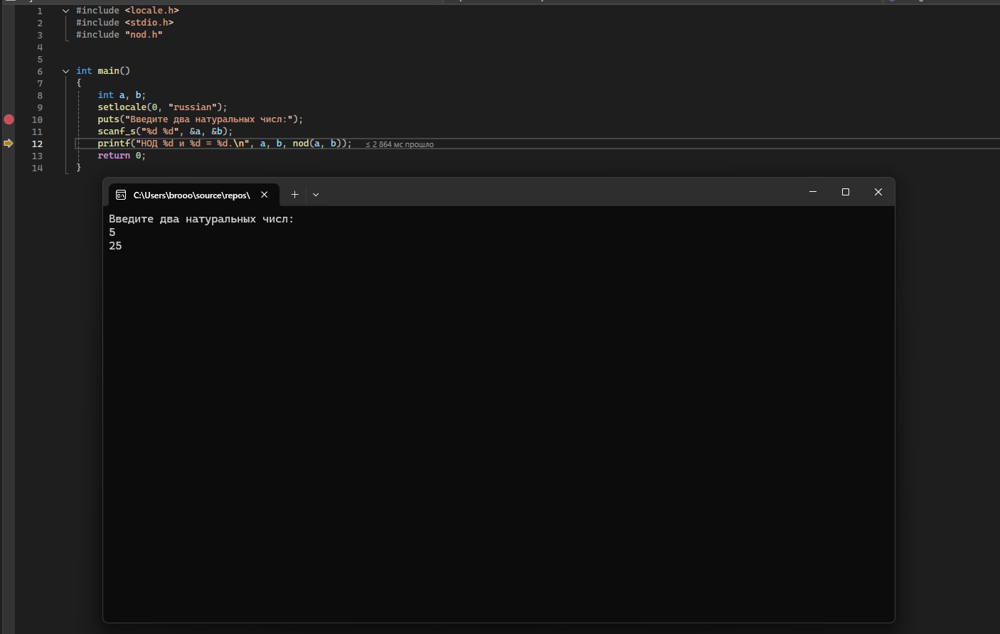 1 #include <locale.h>
2 #include <stdio.h>
3 #include "nod.h"
4
5
6 int main()
7 {
8 int a, b;
9 setlocale(0, "russian");
10 puts("Введите два натуральных числ:");
11 scanf_s("%d %d", &a, &b);
12 printf("НОД %d и %d = %d.\n", a, b, nod(a, b)); ≤ 2 864 мс прошло
13 return 0;
14 }
C:\Users\brooo\source\repos\
Введите два натуральных числ:
5
25